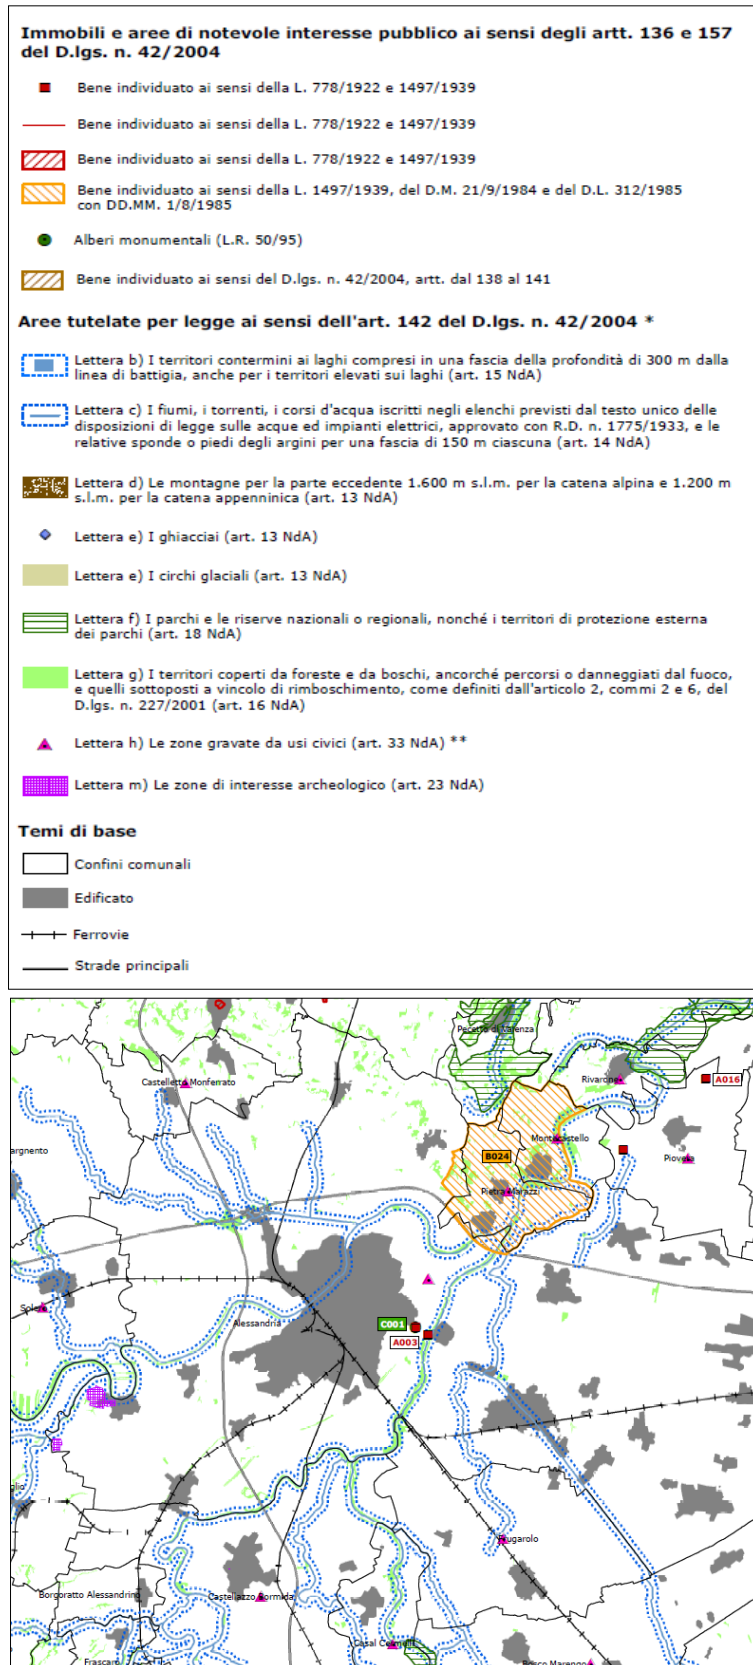 Immobili e aree di notevole interesse pubblico ai sensi degli artt. 136 e 157
del D.lgs. n. 42/2004
Bene individuato ai sensi della L. 778/1922 e 1497/1939
Bene individuato ai sensi della L. 778/1922 e 1497/1939
Bene individuato ai sensi della L. 778/1922 e 1497/1939
Bene individuato ai sensi della L. 1497/1939, del D.M. 21/9/1984 e del D.L. 312/1985
con DD.MM. 1/8/1985
Alberi monumentali (L.R. 50/95)
Bene individuato ai sensi del D.lgs. n. 42/2004, artt. dal 138 al 141
Aree tutelate per legge ai sensi dell'art. 142 del D.lgs. n. 42/2004 *
Lettera b) I territori contermini ai laghi compresi in una fascia della profondità di 300 m dalla
linea di battigia, anche per i territori elevati sui laghi (art. 15 NdA)
Lettera c) I fiumi, i torrenti, i corsi d'acqua iscritti negli elenchi previsti dal testo unico delle
disposizioni di legge sulle acque ed impianti elettrici, approvato con R.D. n. 1775/1933, e le
relative sponde o piedi degli argini per una fascia di 150 m ciascuna (art. 14 NdA)
Lettera d) Le montagne per la parte eccedente 1.600 m s.l.m. per la catena alpina e 1.200 m
s.l.m. per la catena appenninica (art. 13 NdA)
Lettera e) I ghiacciai (art. 13 NdA)
Lettera e) I circhi glaciali (art. 13 NdA)
Lettera f) I parchi e le riserve nazionali o regionali, nonché i territori di protezione esterna
dei parchi (art. 18 NdA)
Lettera g) I territori coperti da foreste e da boschi, ancorché percorsi o danneggiati dal fuoco,
e quelli sottoposti a vincolo di rimboschimento, come definiti dall'articolo 2, commi 2 e 6, del
D.lgs. n. 227/2001 (art. 16 NdA)
Lettera h) Le zone gravate da usi civici (art. 33 NdA) **
Lettera m) Le zone di interesse archeologico (art. 23 NdA)
Temi di base
Confini comunali
Edificato
Ferrovie
Strade principali
Pecetto di Valenza
Castelletto Monferrato
Rivarone
A016
Montecastello
argnento
B024
Piovera
Pietra Marazzi
Solero
Alessandria
C001
A003
glio
Frugarolo
Borgoratto Alessandrino
Castellazzo Bormida
Casal Cermelli
Frascaro
Bosco Marengo